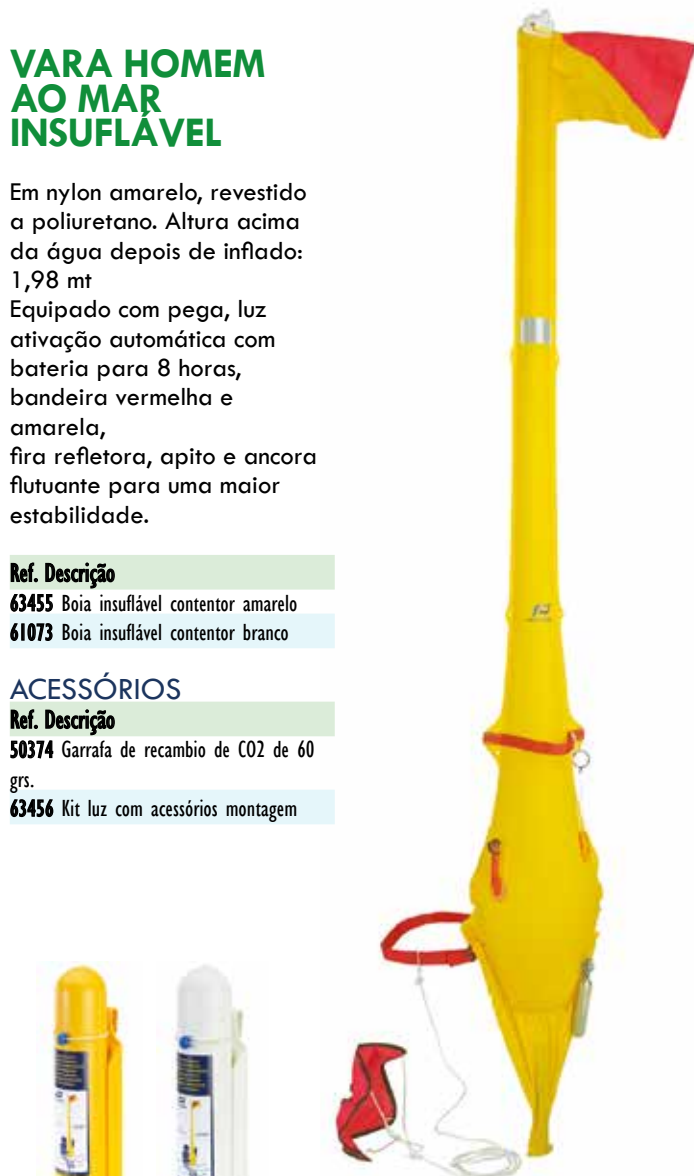 VARA HOMEM
AO MAR
INSUFLÁVEL
Em nylon amarelo, revestido
a poliuretano. Altura acima
da água depois de inflado:
1,98 mt
Equipado com pega, luz
ativação automática com
bateria para 8 horas,
bandeira vermelha e
amarela,
fira refletora, apito e ancora
flutuante para uma maior
estabilidade.
Ref. Descrição
63455 Boia insuflável contentor amarelo
61073 Boia insuflável contentor branco
ACESSÓRIOS
Ref. Descrição
50374 Garrafa de recambio de CO2 de 60
grs.
63456 Kit luz com acessórios montagem